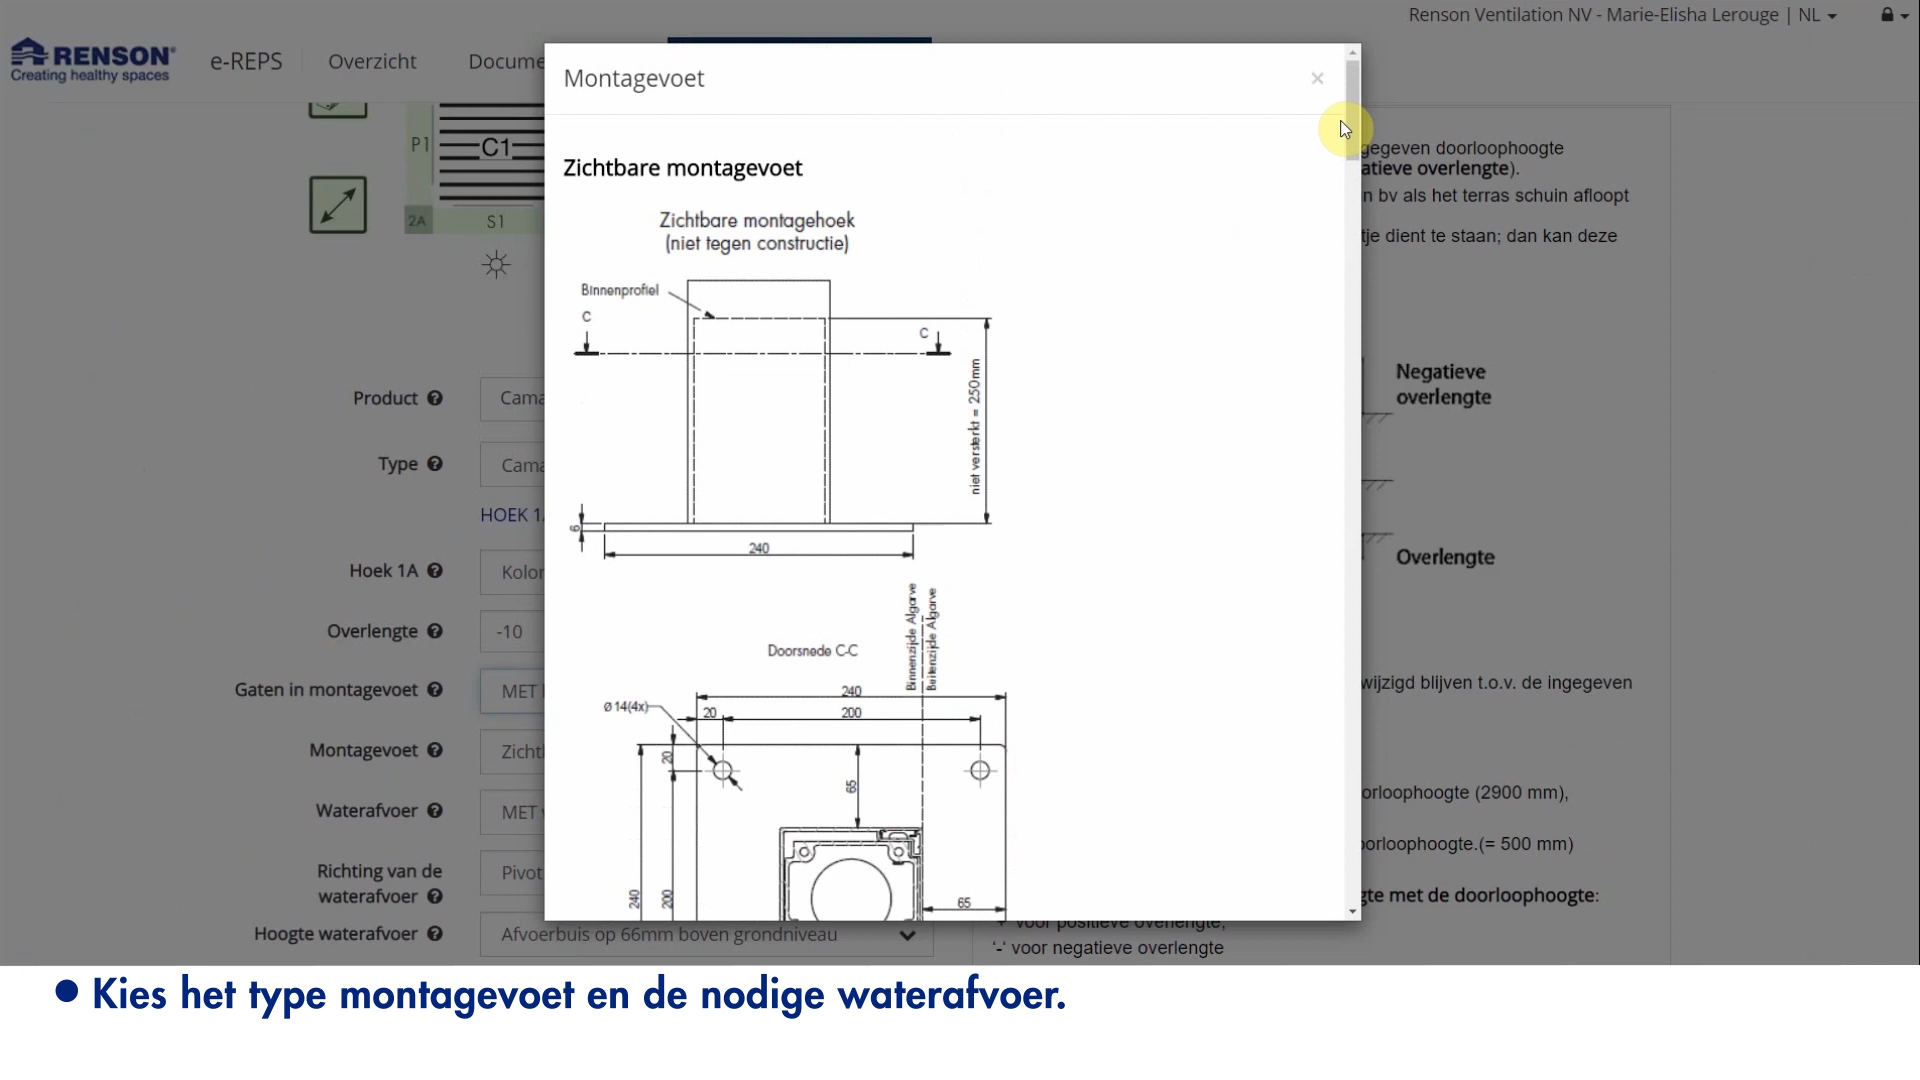 Renson Ventilation NV - Marie-Elisha Lerouge | NL
RENSON
Creating healthy spaces
e-REPS
Overzicht
Docume
Montagevoet
×
Zichtbare montagevoet
Zichtbare montagehoek
(niet tegen constructie)
Binnenprofiel
C
C
niet versterkt = 250mm
6
240
Doorsnede C-C
Binnenzijde Algarve
Beitenzijde Algarve
240
Ø14(4x)
20
200
20
65
240
200
65
P1
C1
2A
S1
Product
Cama
Type
Cama
HOEK 1
Hoek 1A
Kolor
Overlengte
-10
Gaten in montagevoet
MET
Montagevoet
Zicht
Waterafvoer
MET
Richting van de
waterafvoer
Pivot
Hoogte waterafvoer
Afvoerbuis op 66mm boven grondniveau
gegeven doorloophoogte
atieve overlengte).
n bv als het terras schuin afloopt
tje dient te staan; dan kan deze
Negatieve
overlengte
Overlengte
wijzigd blijven t.o.v. de ingegeven
orloophoogte (2900 mm),
oorloophoogte.(= 500 mm)
gte met de doorloophoogte:
'+' voor positieve overlengte,
'-' voor negatieve overlengte
• Kies het type montagevoet en de nodige waterafvoer.